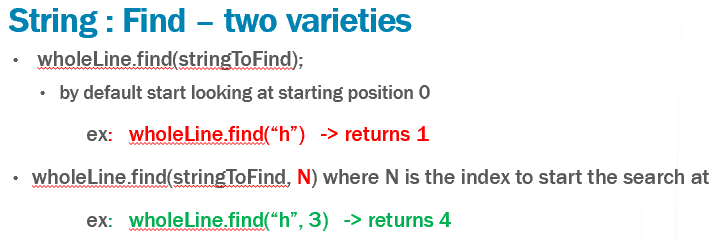 String : Find – two varieties
• wholeLine.find(stringToFind);
• by default start looking at starting position 0
ex: wholeLine.find(“h”) -> returns 1
• wholeLine.find(stringToFind, N) where N is the index to start the search at
ex: wholeLine.find(“h”, 3) -> returns 4